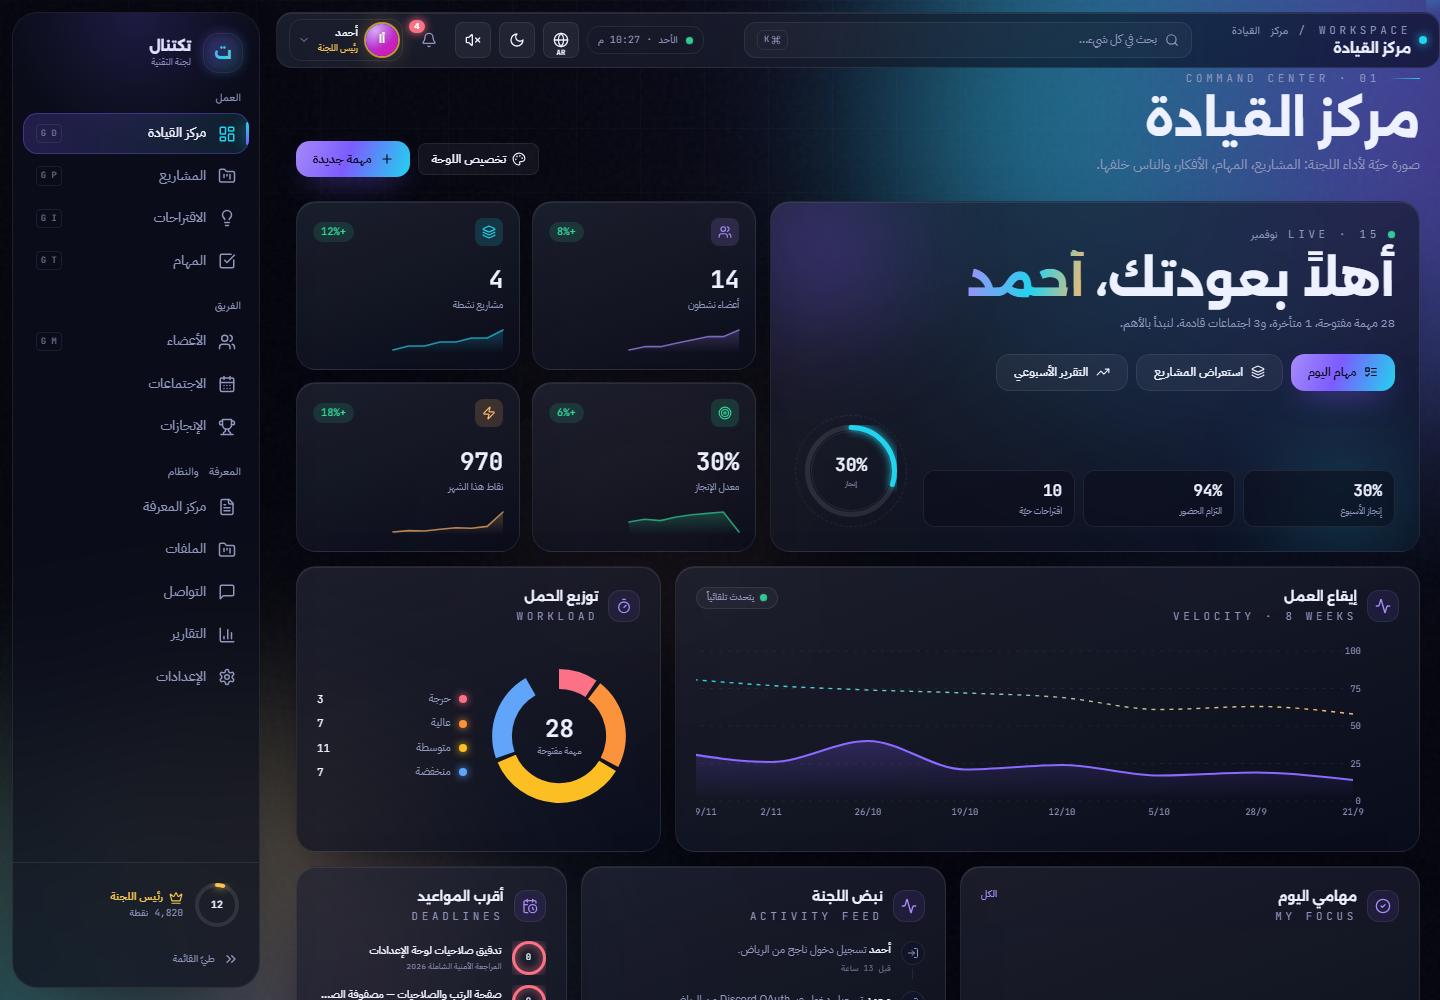 WORKSPACE / مركز القيادة
مركز القيادة
بحث في كل شيء...
⌘K
الأحد · 10:27 م
AR
4
أحمد
رئيس اللجنة
أا
ت
تكتنال
لجنة التقنية
العمل
مركز القيادة
G D
المشاريع
G P
الاقتراحات
G I
المهام
G T
الفريق
الأعضاء
G M
الاجتماعات
الإنجازات
المعرفة والنظام
مركز المعرفة
الملفات
التواصل
التقارير
الإعدادات
12
رئيس اللجنة
4,820 نقطة
طيّ القائمة
COMMAND CENTER · 01
مركز القيادة
صورة حيّة لأداء اللجنة: المشاريع، المهام، الأفكار، والناس خلفها.
تخصيص اللوحة
مهمة جديدة
LIVE · 15 نوفمبر
أهلاً بعودتك، أحمد
28 مهمة مفتوحة، 1 متأخرة، و3 اجتماعات قادمة. لنبدأ بالأهم.
مهام اليوم
استعراض المشاريع
التقرير الأسبوعي
30%
إنجاز الأسبوع
94%
التزام الحضور
10
اقتراحات حيّة
30%
إنجاز
+8%
14
أعضاء نشطون
+12%
4
مشاريع نشطة
+6%
30%
معدل الإنجاز
+18%
970
نقاط هذا الشهر
إيقاع العمل
VELOCITY · 8 WEEKS
يتحدث تلقائياً
100
75
50
25
0
9/11
2/11
26/10
19/10
12/10
5/10
28/9
21/9
توزيع الحمل
WORKLOAD
28
مهمة مفتوحة
حرجة
3
عالية
7
متوسطة
11
منخفضة
7
مهامي اليوم
MY FOCUS
الكل
نبض اللجنة
ACTIVITY FEED
أحمد تسجيل دخول ناجح من الرياض.
قبل 13 ساعة
أقرب المواعيد
DEADLINES
0
تدقيق صلاحيات لوحة الإعدادات
المراجعة الأمنية الشاملة 2026
صفحة الرتب والصلاحيات — مصفوفة الص...